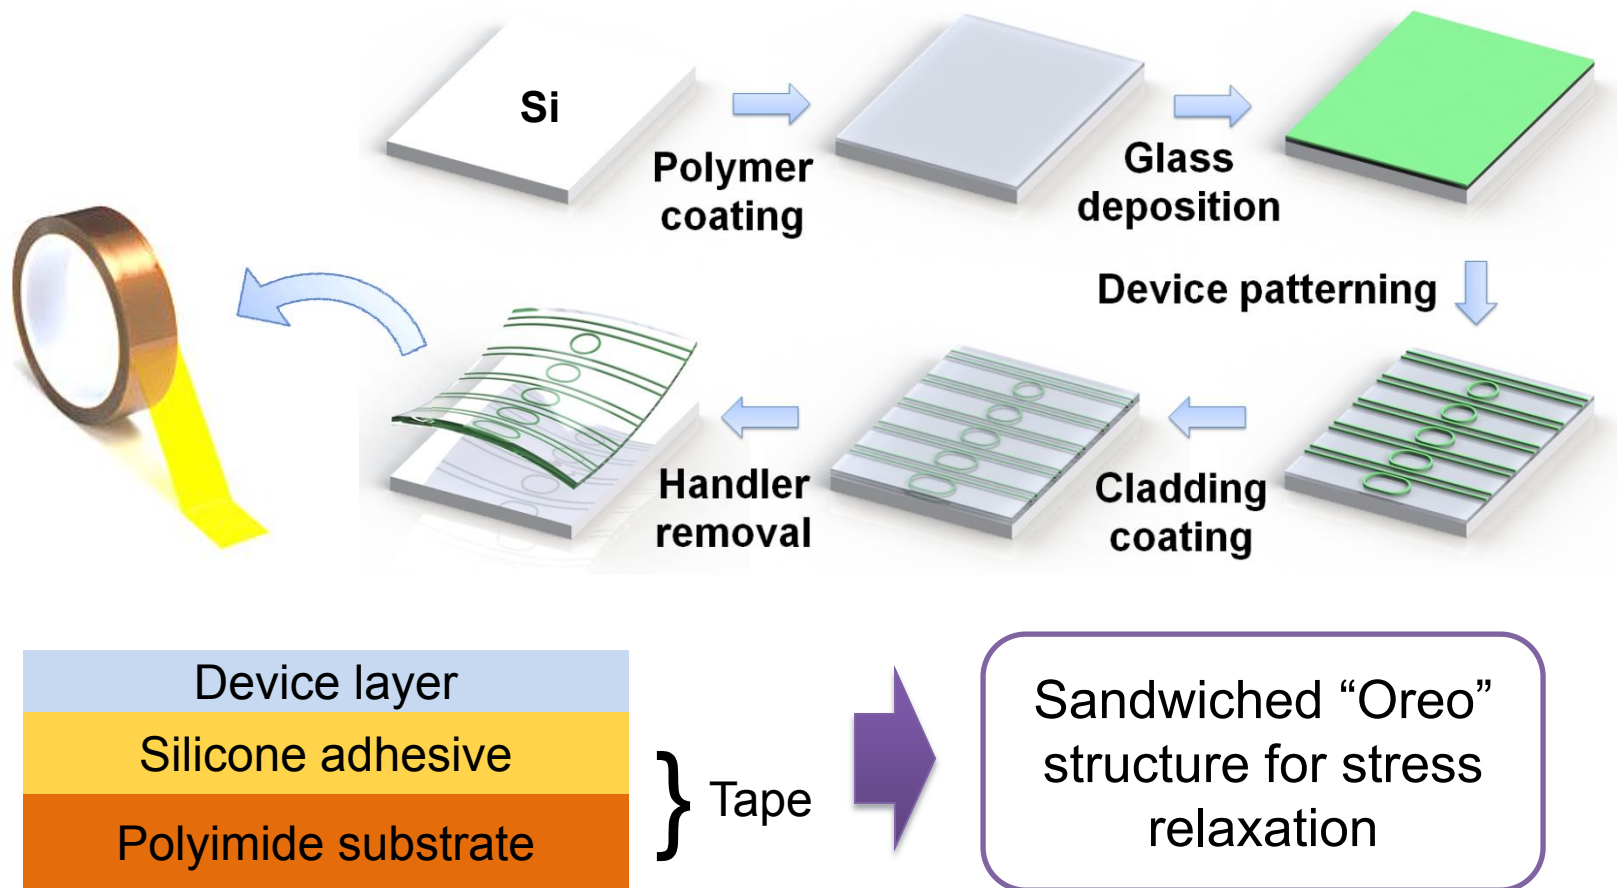 Si
Polymer
coating
Glass
deposition
Device patterning
Cladding
coating
Handler
removal
Device layer
Silicone adhesive
Polyimide substrate
} Tape
Sandwiched “Oreo”
structure for stress
relaxation